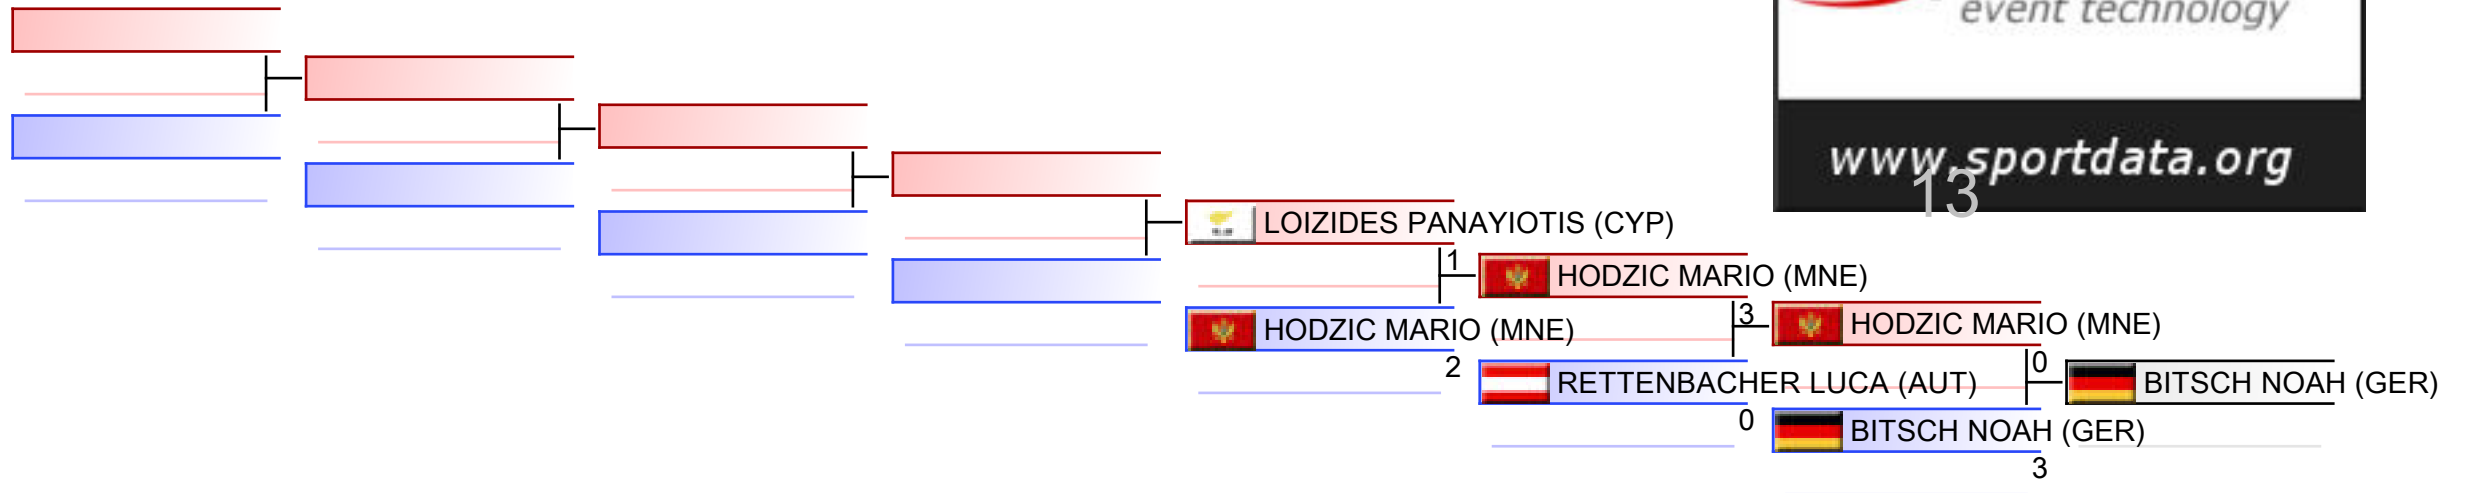 event technology
www.sportdata.org
13
LOIZIDES PANAYIOTIS (CYP)
1
HODZIC MARIO (MNE)
HODZIC MARIO (MNE)
2
3
HODZIC MARIO (MNE)
RETTENBACHER LUCA (AUT)
0
0
BITSCH NOAH (GER)
BITSCH NOAH (GER)
3